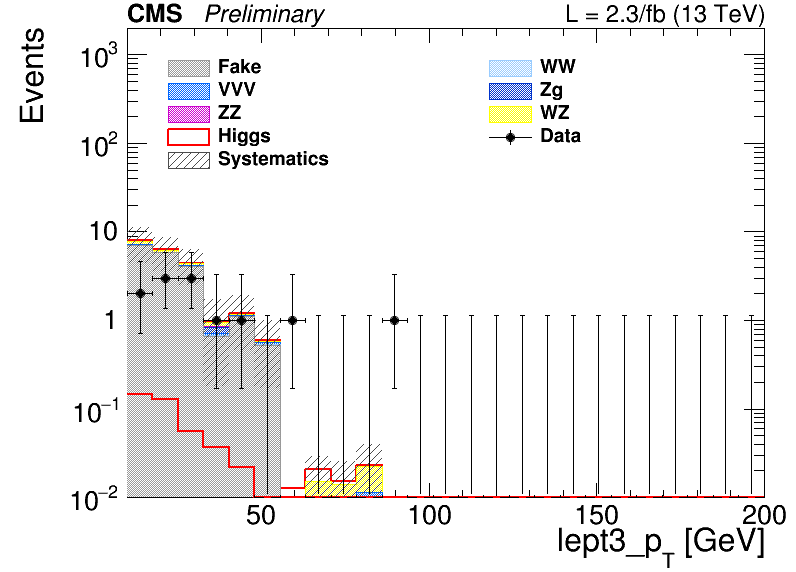 CMS Preliminary L = 2.3/fb (13 TeV)
Events
10³
10²
10
1
10⁻¹
10⁻²
Fake
VVV
ZZ
Higgs
Systematics
WW
Zg
WZ
Data
50 100 150 200
lept3_p_T [GeV]